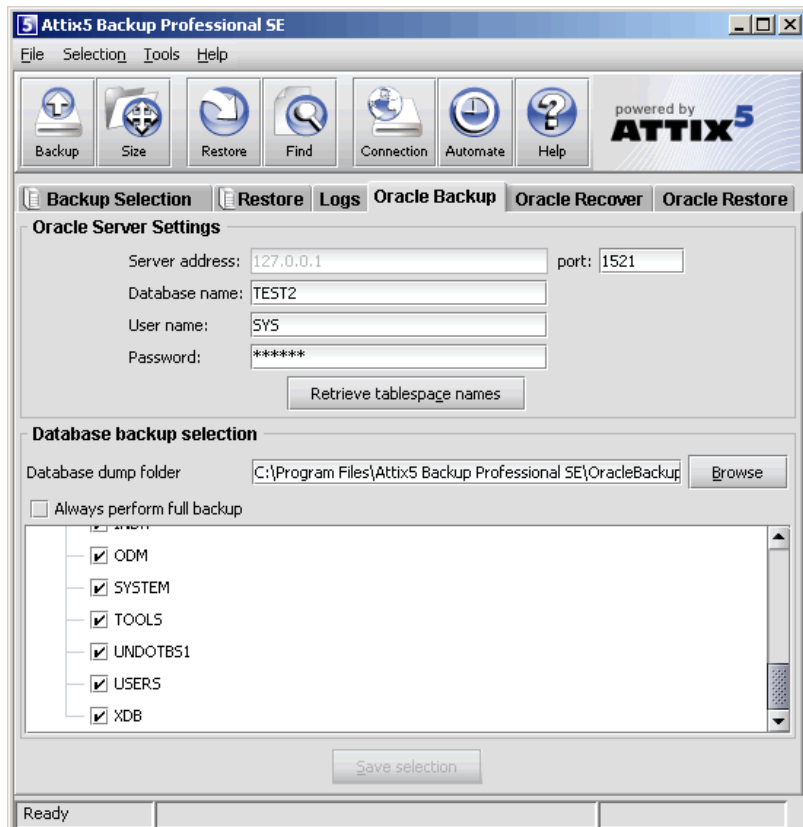 5 Attix5 Backup Professional SE
File Selection Tools Help
Backup Size Restore Find Connection Automate Help
powered by
ATTIX5
Backup Selection Restore Logs Oracle Backup Oracle Recover Oracle Restore
Oracle Server Settings
Server address: 127.0.0.1 port: 1521
Database name: TEST2
User name: SYS
Password: ******
Retrieve tablespace names
Database backup selection
Database dump folder C:\Program Files\Attix5 Backup Professional SE\OracleBackup Browse
Always perform full backup
ODM
SYSTEM
TOOLS
UNDOTBS1
USERS
XDB
Save selection
Ready